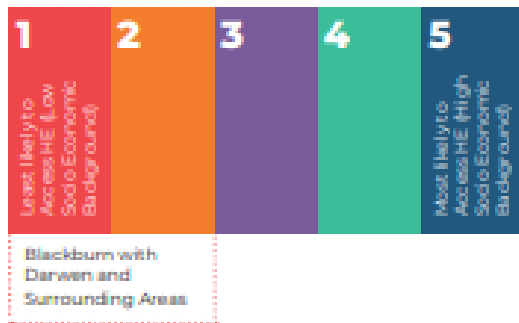 1
2
3
4
5
Least likely to
Access HE (Low
Socio Economic
Background)
Most likely to
Access HE (High
Socio Economic
Background)
Blackburn with
Darwen and
Surrounding Areas